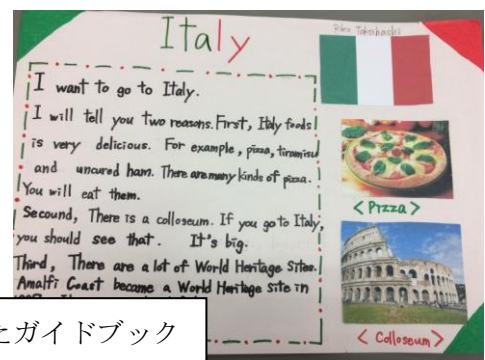 Italy
I want to go to Italy.
I will tell you two reasons. First, Italy foods
is very delicious. For example, pizza, tiramisu
and uncured ham. There are many kinds of pizza.
You will eat them.
Secound, There is a colloseum. If you go to Italy,
you should see that. It's big.
Third, There are a lot of World Heritage Sites.
Amalfi Coast became a World Heritage site in
<Pizza>
<Colloseum>
たガイドブック